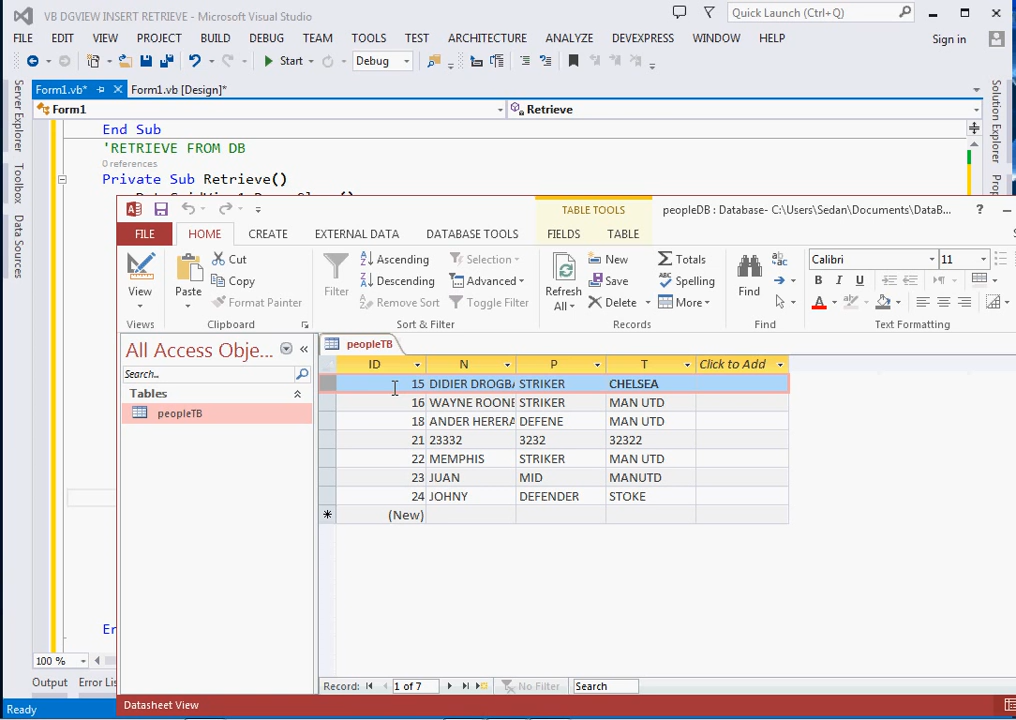 VB DGVIEW INSERT RETRIEVE - Microsoft Visual Studio
Quick Launch (Ctrl+Q)
FILE EDIT VIEW PROJECT BUILD DEBUG TEAM TOOLS TEST ARCHITECTURE ANALYZE DEVEXPRESS WINDOW HELP Sign in
Start Debug
Form1.vb* Form1.vb [Design]*
Form1 Retrieve
Server Explorer
Toolbox
Data Sources
Solution Explorer
End Sub
'RETRIEVE FROM DB
0 references
Private Sub Retrieve()
TABLE TOOLS peopleDB : Database- C:\Users\Sedan\Documents\DataB... ?
FILE HOME CREATE EXTERNAL DATA DATABASE TOOLS FIELDS TABLE
View
Paste
Cut
Copy
Format Painter
Filter
Ascending
Descending
Remove Sort
Selection
Advanced
Toggle Filter
Refresh All
New
Save
Delete
Totals
Spelling
More
Find
Calibri 11
B I U
Views Clipboard Sort & Filter Records Find Text Formatting
All Access Obje...
Search...
Tables
peopleTB
peopleTB
ID N P T Click to Add
15 DIDIER DROGBA STRIKER CHELSEA
16 WAYNE ROONE STRIKER MAN UTD
18 ANDER HERERA DEFENE MAN UTD
21 23332 3232 32322
22 MEMPHIS STRIKER MAN UTD
23 JUAN MID MANUTD
24 JOHNY DEFENDER STOKE
* (New)
100 %
Output Error Lis
Record: 1 of 7 No Filter Search
Ready
Datasheet View